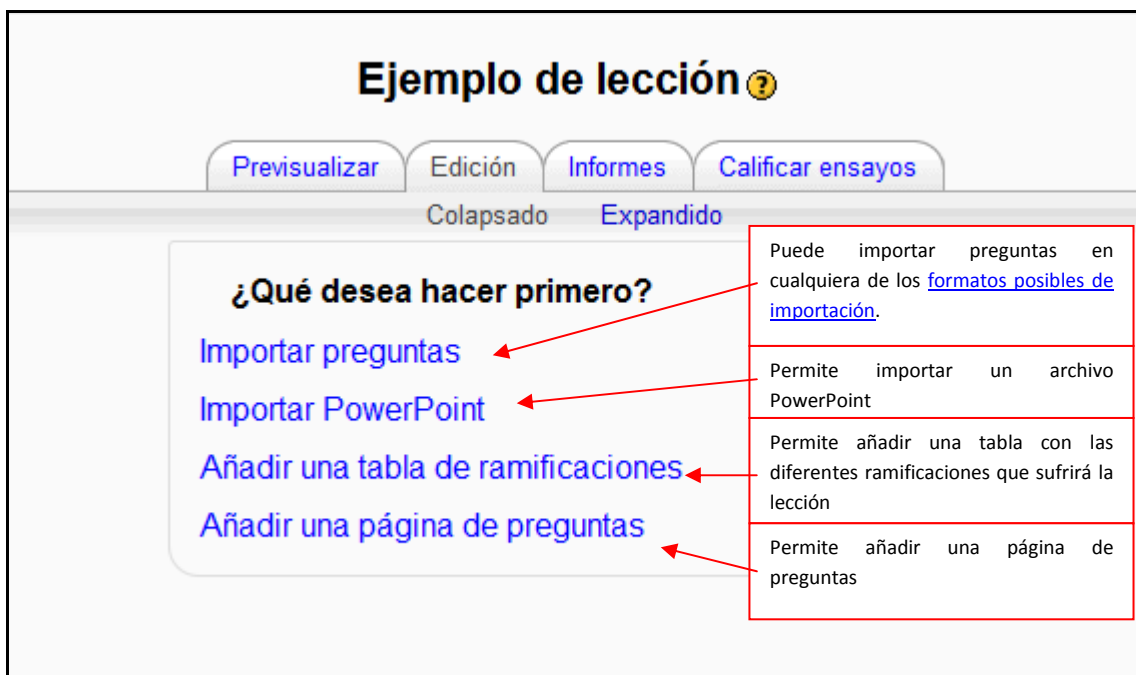 Ejemplo de lección
Previsualizar Edición Informes Calificar ensayos
Colapsado Expandido
¿Qué desea hacer primero?
Importar preguntas
Importar PowerPoint
Añadir una tabla de ramificaciones
Añadir una página de preguntas
Puede importar preguntas en
cualquiera de los formatos posibles de
importación.
Permite importar un archivo
PowerPoint
Permite añadir una tabla con las
diferentes ramificaciones que sufrirá la
lección
Permite añadir una página de
preguntas